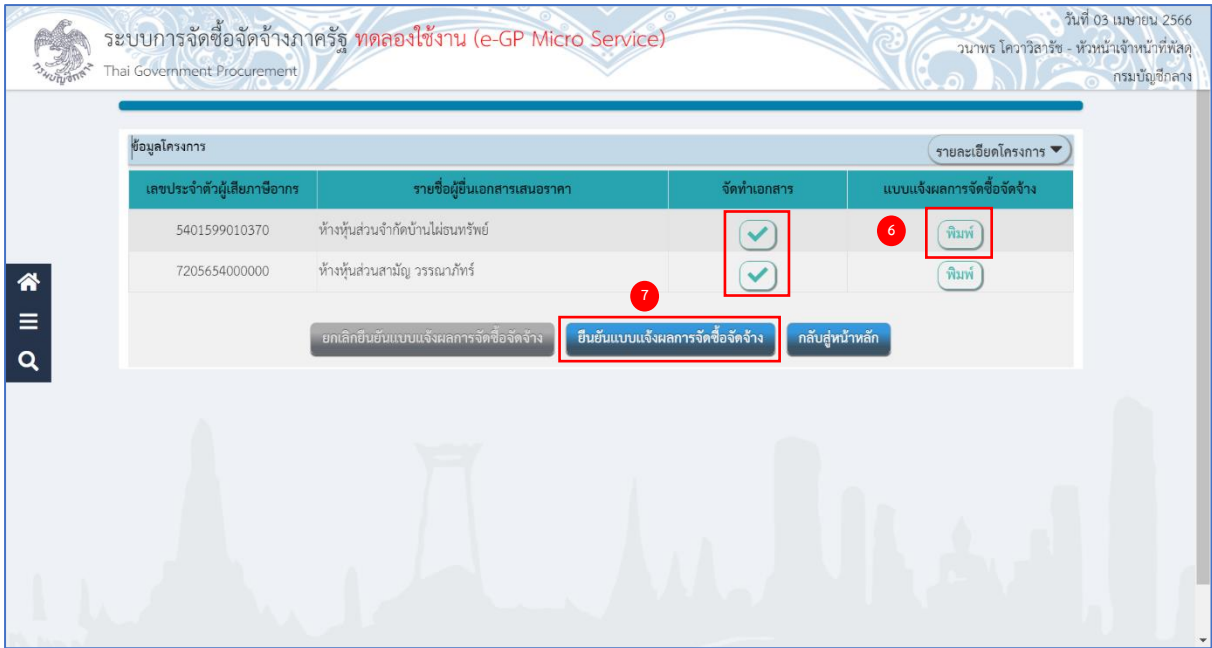 วันที่ 03 เมษายน 2566
ระบบการจัดซื้อจัดจ้างภาครัฐ ทดลองใช้งาน (e-GP Micro Service)
วนาพร โควาวิสารัช - หัวหน้าเจ้าหน้าที่พัสดุ
Thai Government Procurement
กรมบัญชีกลาง
กรมบัญชีกลาง
ข้อมูลโครงการ
รายละเอียดโครงการ
เลขประจำตัวผู้เสียภาษีอากร รายชื่อผู้ยื่นเอกสารเสนอราคา จัดทำเอกสาร แบบแจ้งผลการจัดซื้อจัดจ้าง
5401599010370 ห้างหุ้นส่วนจำกัดบ้านไผ่ธนทรัพย์ 6 พิมพ์
7205654000000 ห้างหุ้นส่วนสามัญ วรรณาภัทร์ พิมพ์
7
ยกเลิกยืนยันแบบแจ้งผลการจัดซื้อจัดจ้าง ยืนยันแบบแจ้งผลการจัดซื้อจัดจ้าง กลับสู่หน้าหลัก